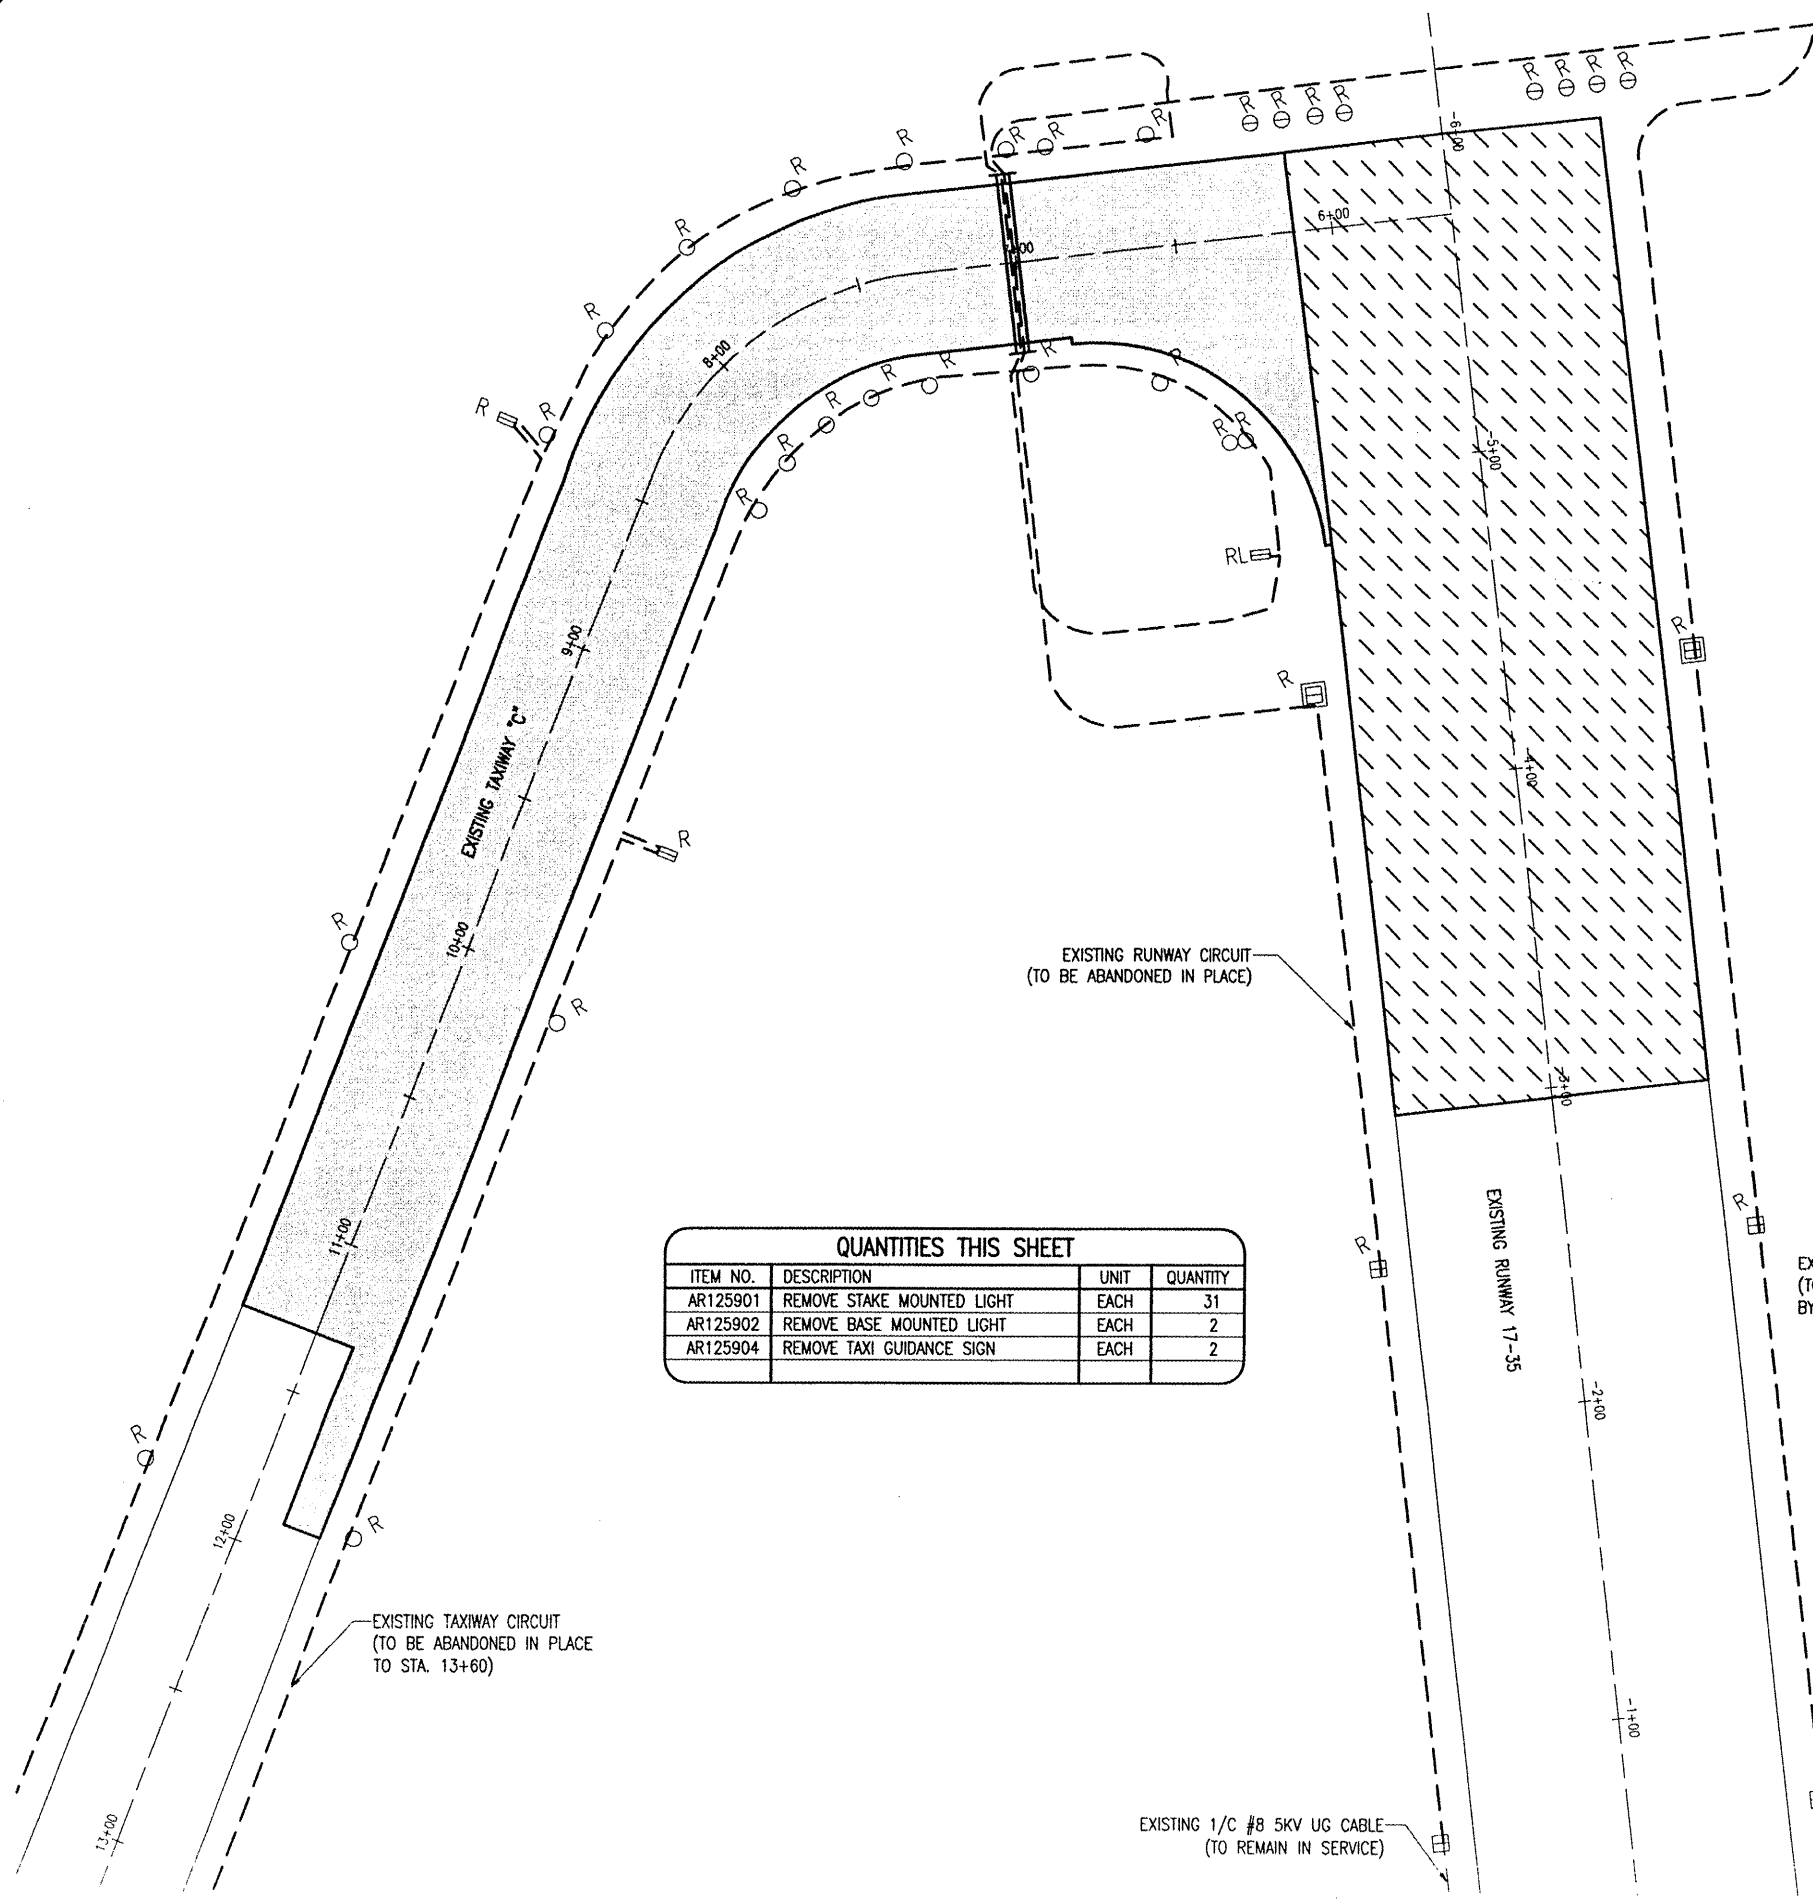 R R R R
R R R R
R
R
R
R
R
R
-6+00
6+00
+00
R
R
R
R
8+00
R
R
R
R
R
R
R
R
R
R
R
-5+00
RL
9+00
R
R
EXISTING TAXIWAY "C"
-4+00
R
R
10+00
EXISTING RUNWAY CIRCUIT
(TO BE ABANDONED IN PLACE)
R
-3+00
11+00
R
R
EXISTING RUNWAY 17-35
QUANTITIES THIS SHEET
ITEM NO. DESCRIPTION UNIT QUANTITY
AR125901 REMOVE STAKE MOUNTED LIGHT EACH 31
AR125902 REMOVE BASE MOUNTED LIGHT EACH 2
AR125904 REMOVE TAXI GUIDANCE SIGN EACH 2
EX
(T
BY
-2+00
R
R
12+00
EXISTING TAXIWAY CIRCUIT
(TO BE ABANDONED IN PLACE
TO STA. 13+60)
-1+00
13+00
EXISTING 1/C #8 5KV UG CABLE
(TO REMAIN IN SERVICE)